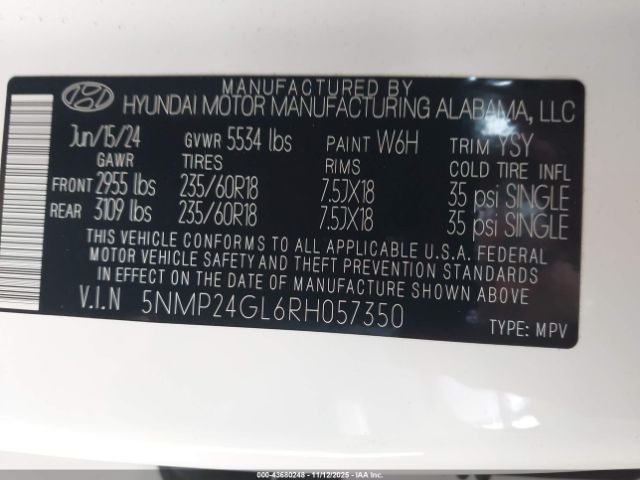 MANUFACTURED BY
HYUNDAI MOTOR MANUFACTURING ALABAMA, LLC
Jun/15/24 GVWR 5534 lbs PAINT W6H TRIM YSY
GAWR TIRES RIMS COLD TIRE INFL
FRONT 2955 lbs 235/60R18 7.5JX18 35 psi SINGLE
REAR 3109 lbs 235/60R18 7.5JX18 35 psi SINGLE
THIS VEHICLE CONFORMS TO ALL APPLICABLE U.S.A. FEDERAL
MOTOR VEHICLE SAFETY AND THEFT PREVENTION STANDARDS
IN EFFECT ON THE DATE OF MANUFACTURE SHOWN ABOVE.
V.I.N 5NMP24GL6RH057350
TYPE: MPV
000-43680248 - 11/12/2025 - IAA Inc.